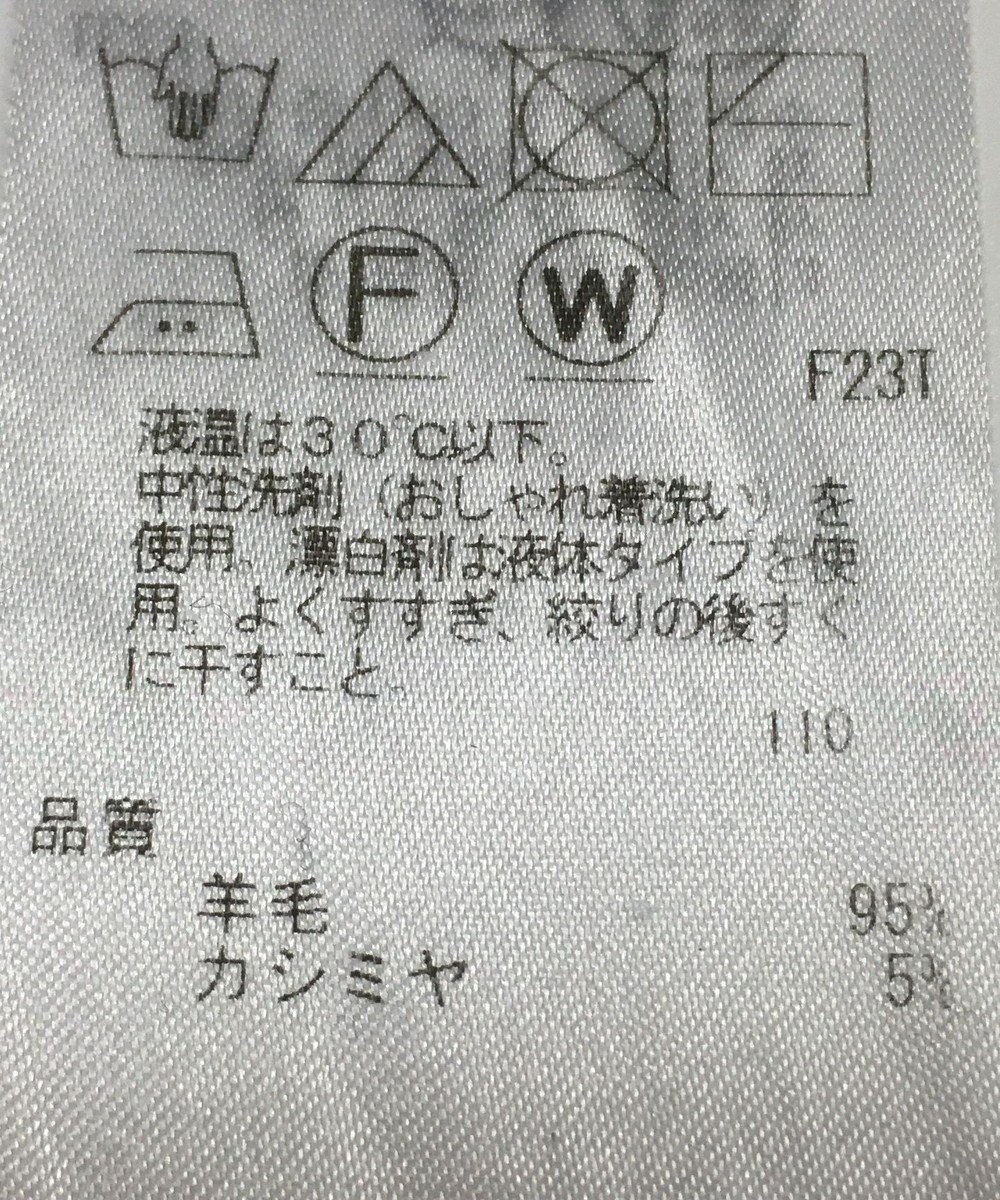 F W
F23T
液温は30℃以下。
中性洗剤（おしゃれ着洗い）を
使用、漂白剤は液体タイプを使
用。よくすすぎ、絞りの後すぐ
に干すこと。
110
品質
羊毛 95%
カシミヤ 5%